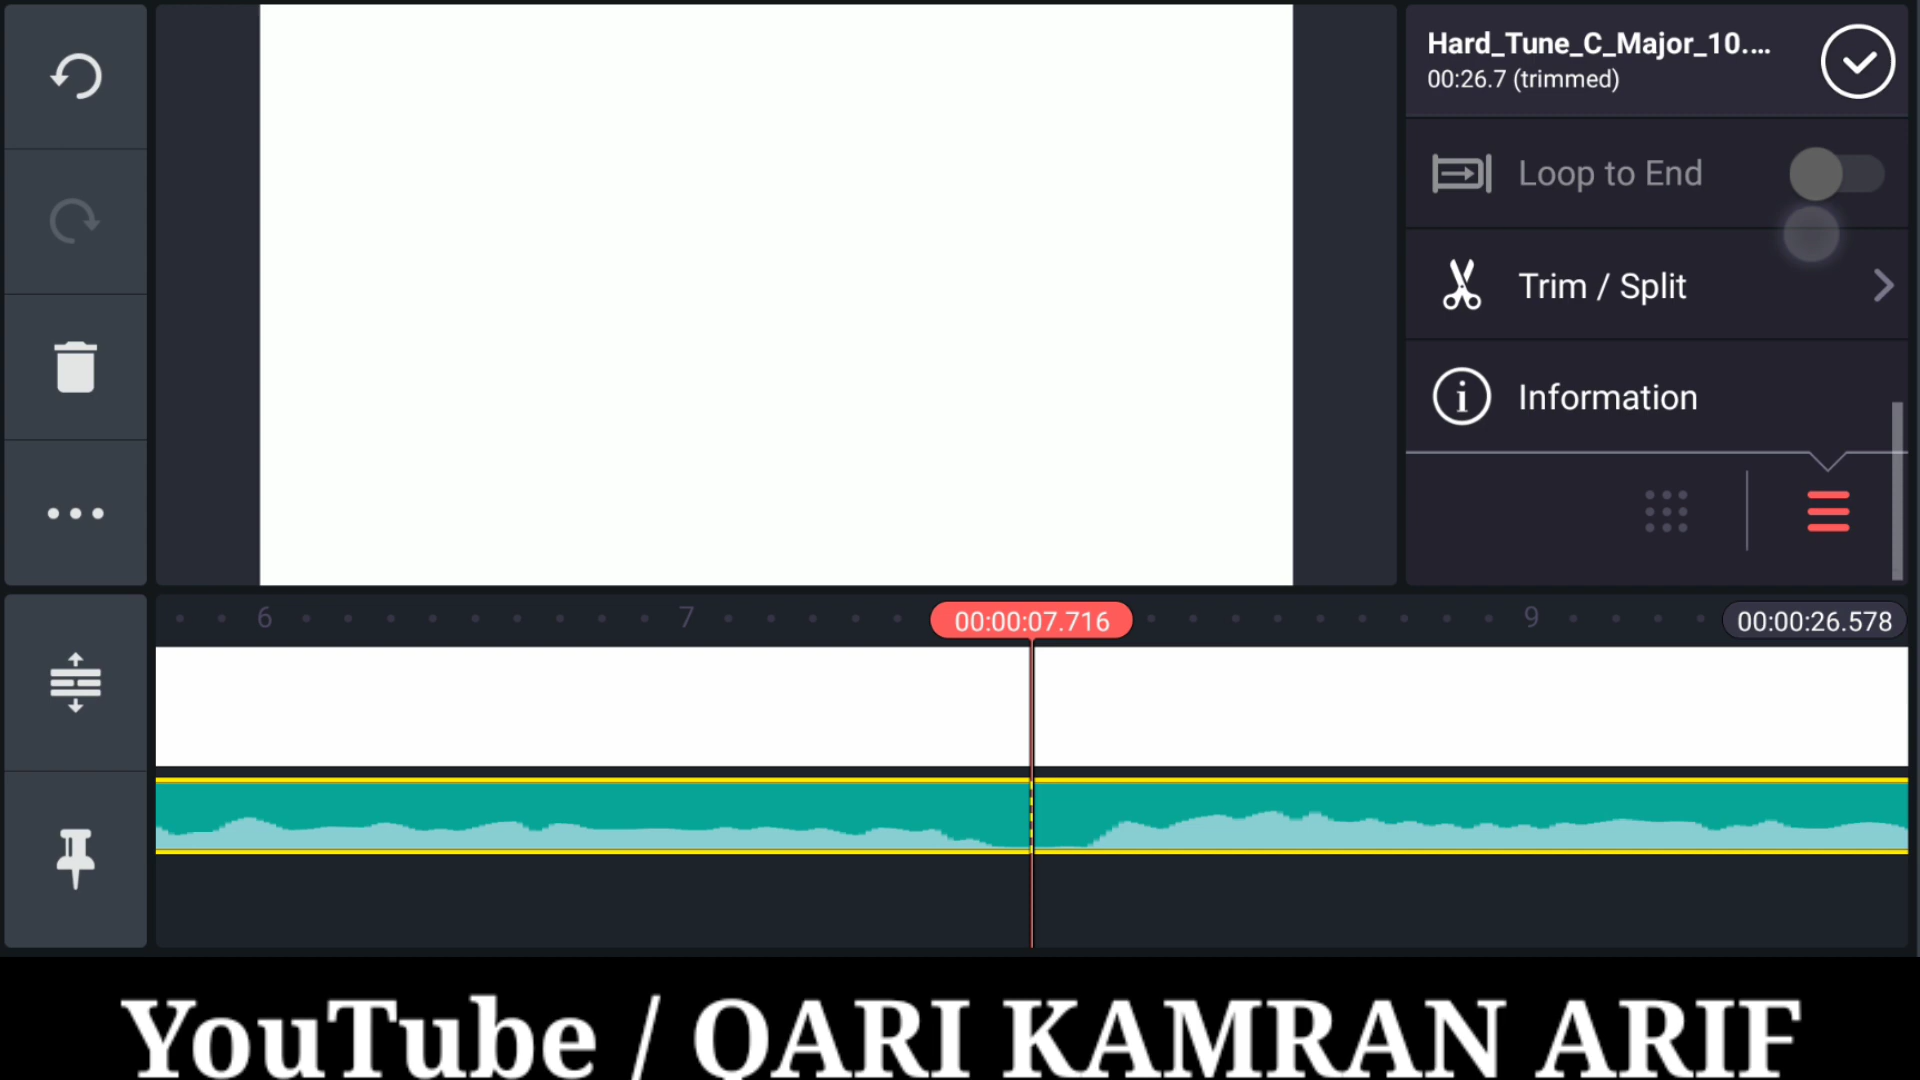 Hard_Tune_C_Major_10....
00:26.7 (trimmed)
Loop to End
Trim / Split
Information
6
7
00:00:07.716
9
00:00:26.578
YouTube / QARI KAMRAN ARIF